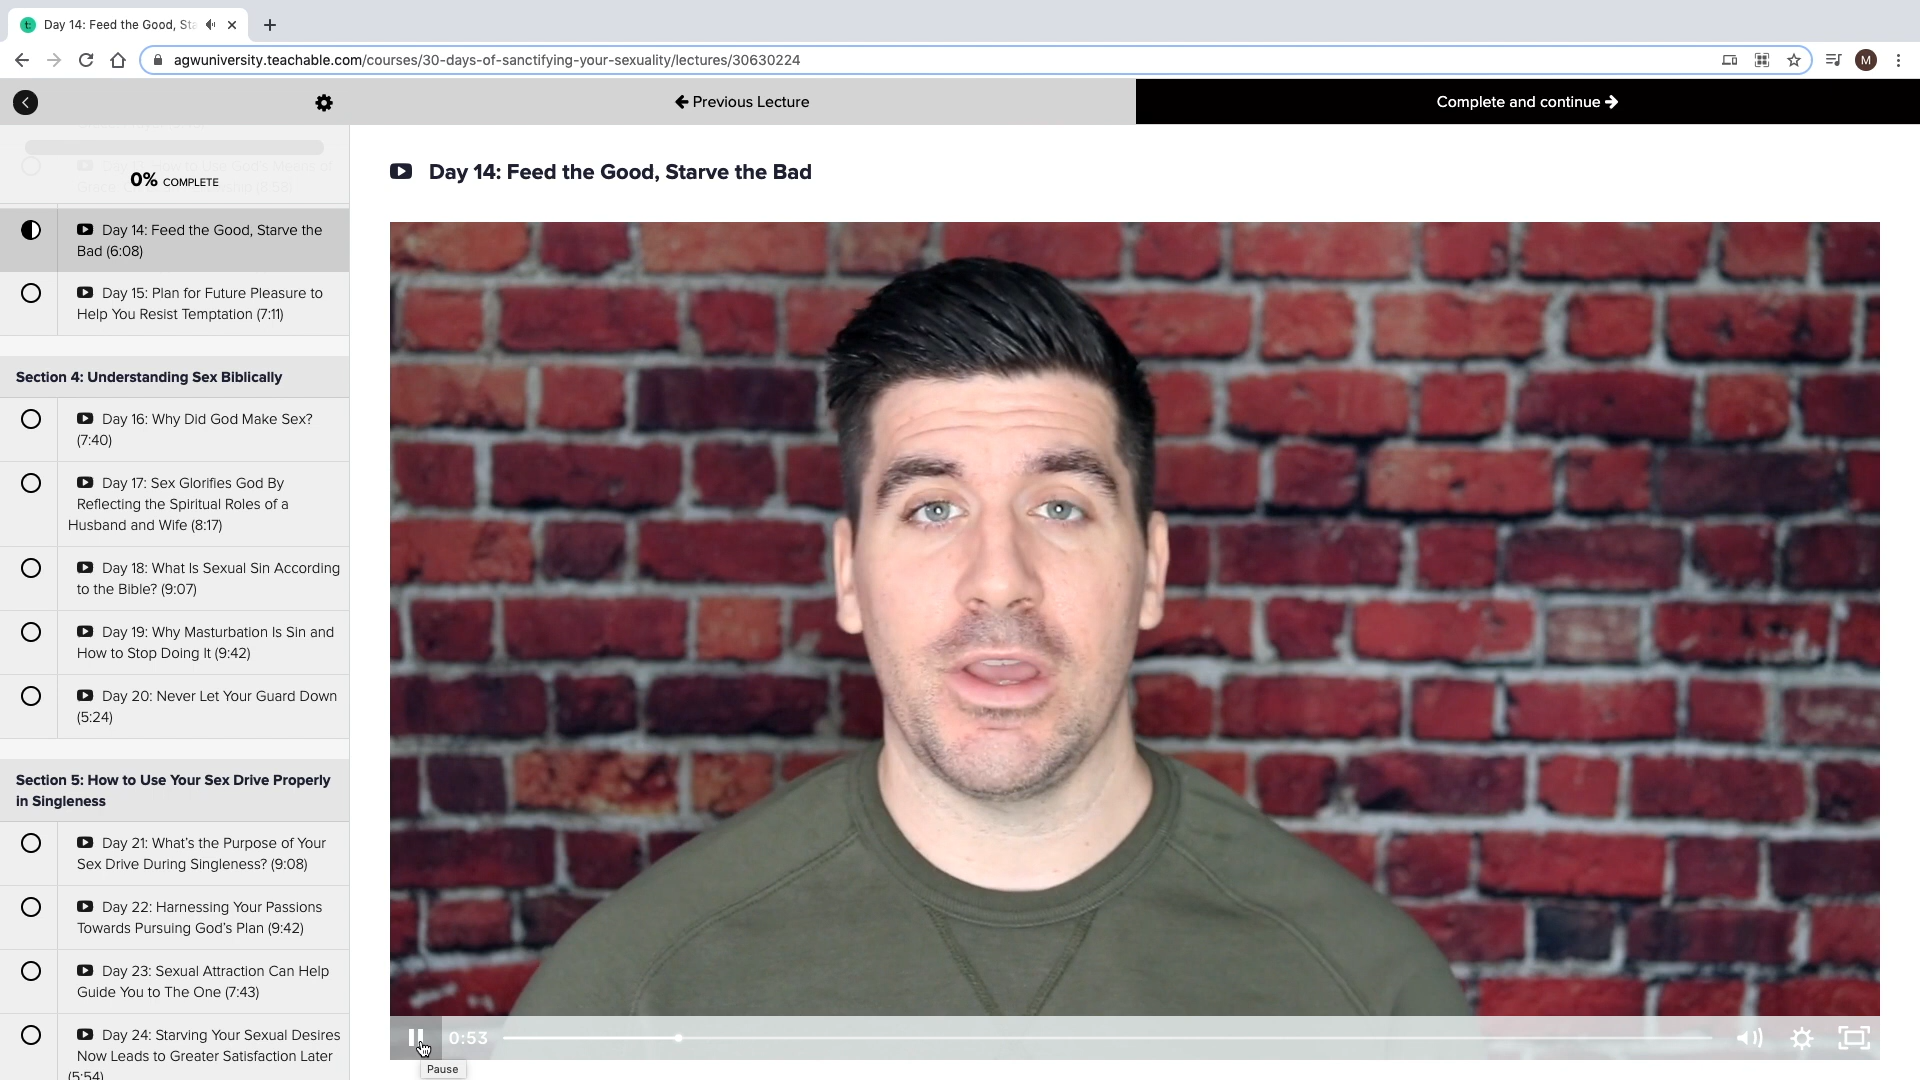 Day 14: Feed the Good, Sta
agwuniversity.teachable.com/courses/30-days-of-sanctifying-your-sexuality/lectures/30630224
M
Previous Lecture
Complete and continue
0% COMPLETE
Day 14: Feed the Good, Starve the
Bad (6:08)
Day 15: Plan for Future Pleasure to
Help You Resist Temptation (7:11)
Section 4: Understanding Sex Biblically
Day 16: Why Did God Make Sex?
(7:40)
Day 17: Sex Glorifies God By
Reflecting the Spiritual Roles of a
Husband and Wife (8:17)
Day 18: What Is Sexual Sin According
to the Bible? (9:07)
Day 19: Why Masturbation Is Sin and
How to Stop Doing It (9:42)
Day 20: Never Let Your Guard Down
(5:24)
Section 5: How to Use Your Sex Drive Properly
in Singleness
Day 21: What’s the Purpose of Your
Sex Drive During Singleness? (9:08)
Day 22: Harnessing Your Passions
Towards Pursuing God’s Plan (9:42)
Day 23: Sexual Attraction Can Help
Guide You to The One (7:43)
Day 24: Starving Your Sexual Desires
Now Leads to Greater Satisfaction Later
(5:54)
Day 14: Feed the Good, Starve the Bad
0:53
Pause